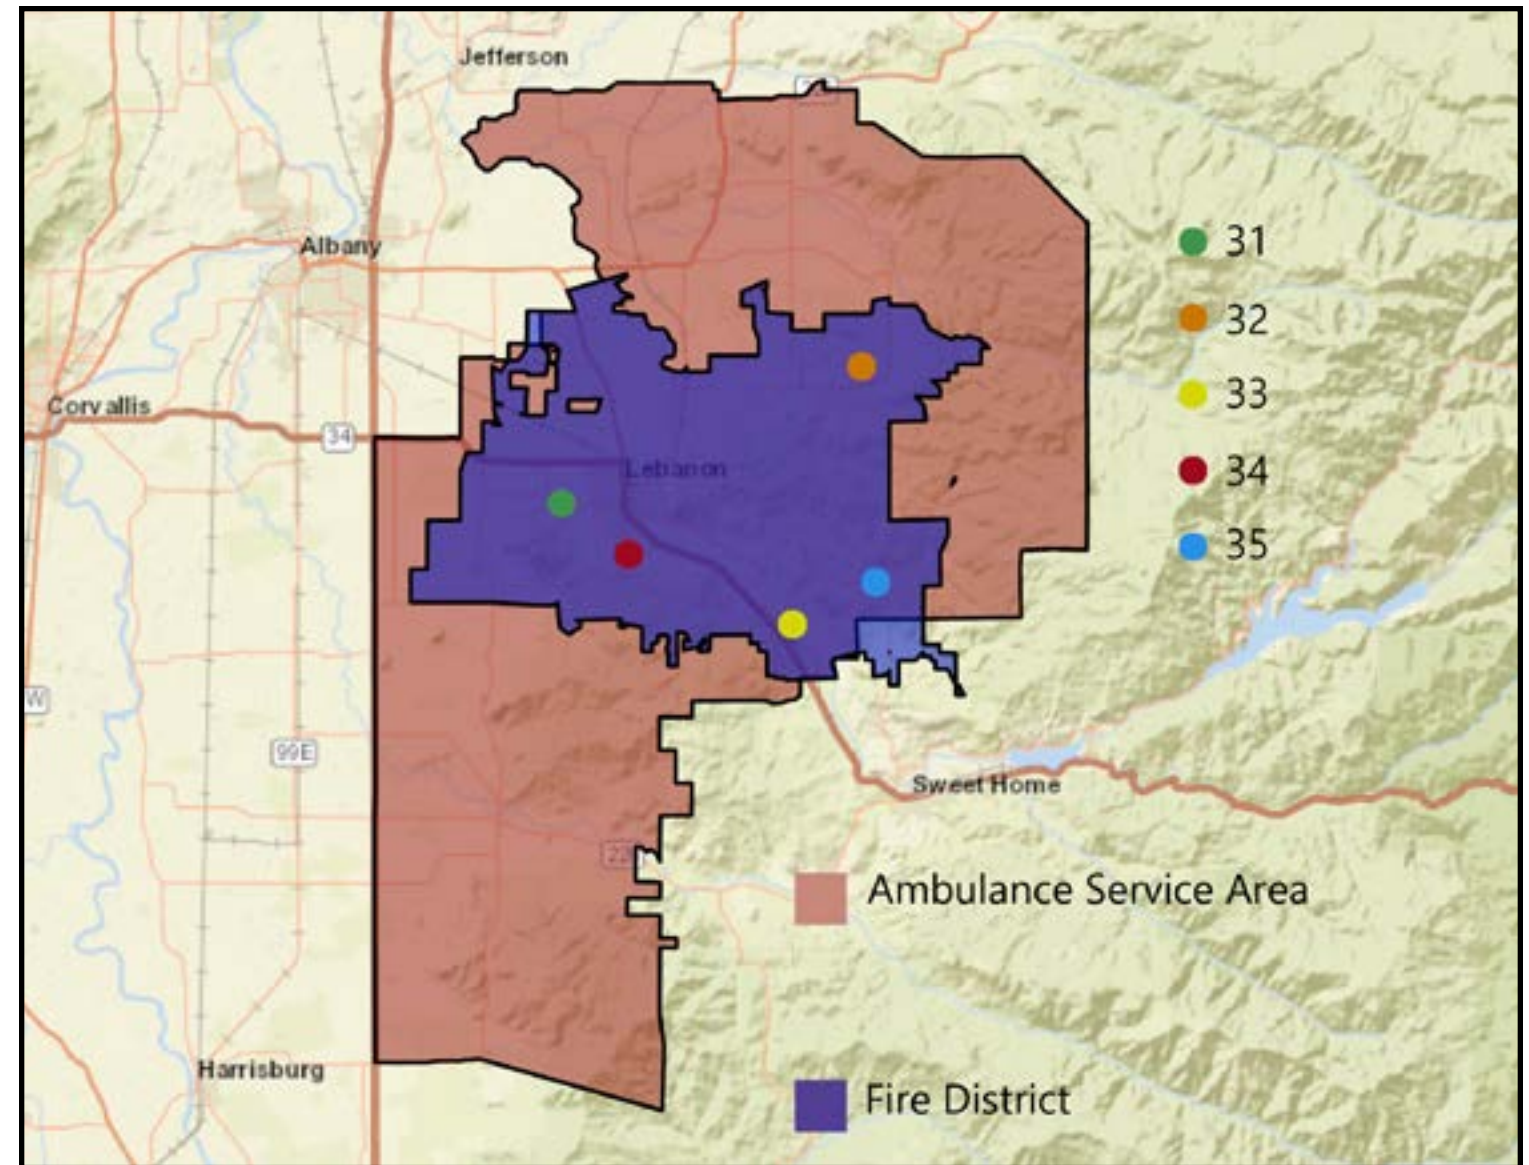 Jefferson
Albany
31
32
33
Corvallis
34
Lebanon
34
35
99E
Sweet Home
Ambulance Service Area
Harrisburg
Fire District